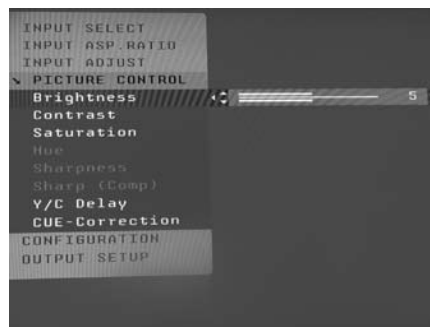 INPUT SELECT
INPUT ASP.RATIO
INPUT ADJUST
PICTURE CONTROL
Brightness 5
Contrast
Saturation
Hue
Sharpness
Sharp (Comp)
Y/C Delay
CUE-Correction
CONFIGURATION
OUTPUT SETUP